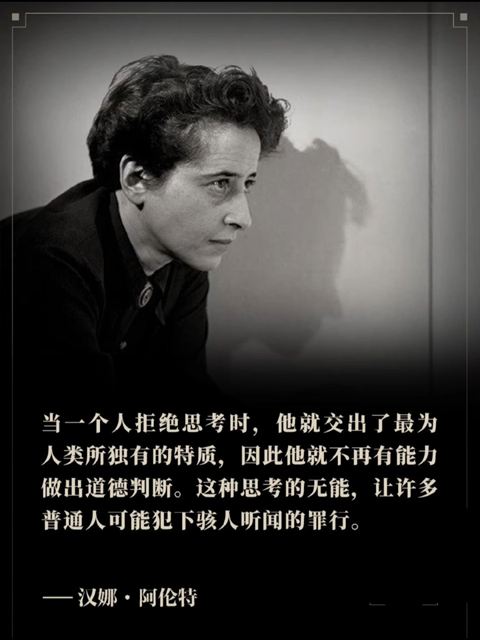 当一个人拒绝思考时，他就交出了最为
人类所独有的特质，因此他就不再有能力
做出道德判断。这种思考的无能，让许多
普通人可能犯下骇人听闻的罪行。
—— 汉娜·阿伦特